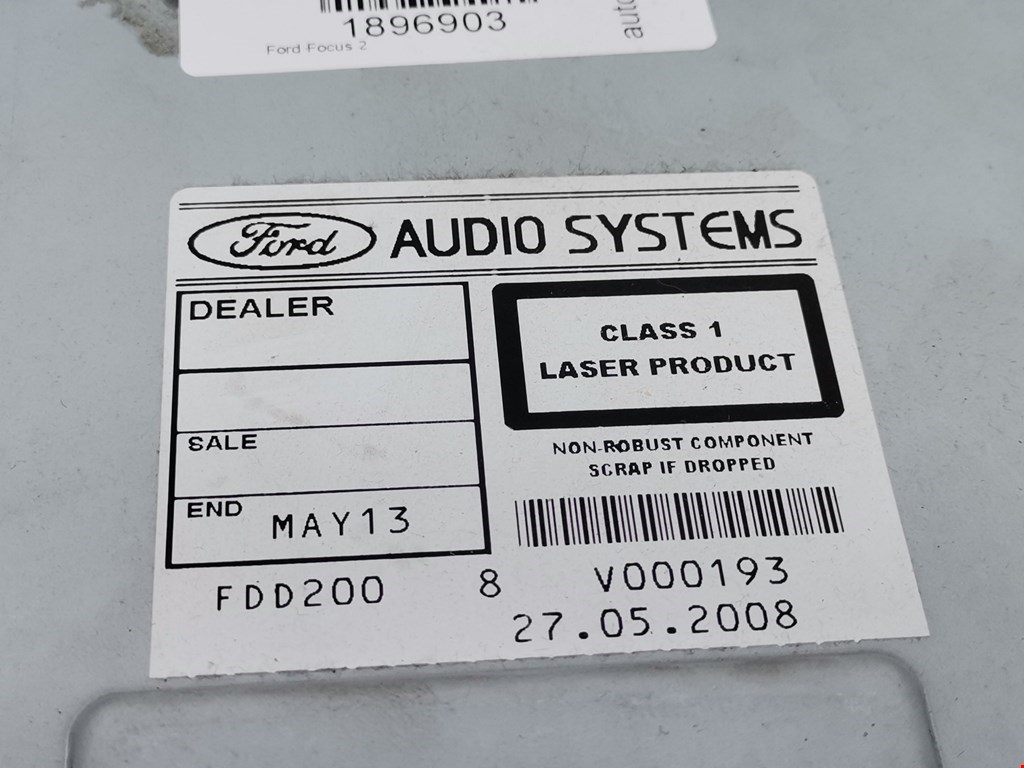 1896903
Ford Focus 2
auto
Ford AUDIO SYSTEMS
DEALER
CLASS 1
LASER PRODUCT
SALE
NON-ROBUST COMPONENT
SCRAP IF DROPPED
END MAY13
FDD200 8 V000193
27.05.2008